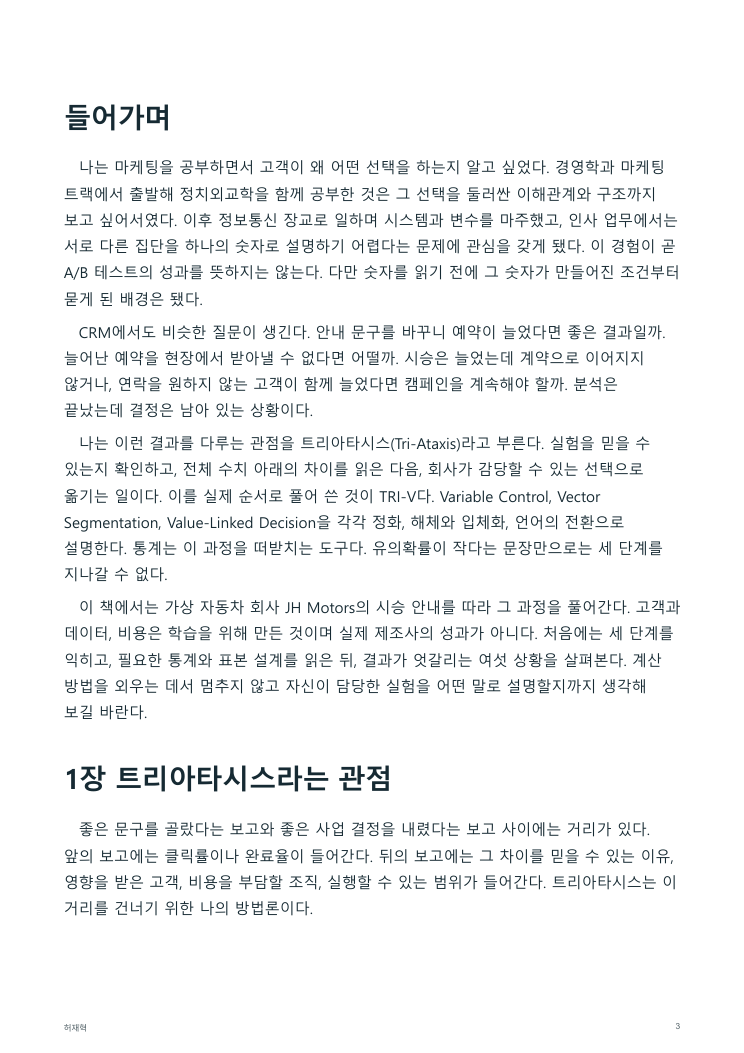 들어가며
나는 마케팅을 공부하면서 고객이 왜 어떤 선택을 하는지 알고 싶었다. 경영학과 마케팅
트랙에서 출발해 정치외교학을 함께 공부한 것은 그 선택을 둘러싼 이해관계와 구조까지
보고 싶어서였다. 이후 정보통신 장교로 일하며 시스템과 변수를 마주했고, 인사 업무에서는
서로 다른 집단을 하나의 숫자로 설명하기 어렵다는 문제에 관심을 갖게 됐다. 이 경험이 곧
A/B 테스트의 성과를 뜻하지는 않는다. 다만 숫자를 읽기 전에 그 숫자가 만들어진 조건부터
묻게 된 배경은 됐다.
CRM에서도 비슷한 질문이 생긴다. 안내 문구를 바꾸니 예약이 늘었다면 좋은 결과일까.
늘어난 예약을 현장에서 받아낼 수 없다면 어떨까. 시승은 늘었는데 계약으로 이어지지
않거나, 연락을 원하지 않는 고객이 함께 늘었다면 캠페인을 계속해야 할까. 분석은
끝났는데 결정은 남아 있는 상황이다.
나는 이런 결과를 다루는 관점을 트리아타시스(Tri-Ataxis)라고 부른다. 실험을 믿을 수
있는지 확인하고, 전체 수치 아래의 차이를 읽은 다음, 회사가 감당할 수 있는 선택으로
옮기는 일이다. 이를 실제 순서로 풀어 쓴 것이 TRI-V다. Variable Control, Vector
Segmentation, Value-Linked Decision을 각각 정화, 해체와 입체화, 언어의 전환으로
설명한다. 통계는 이 과정을 떠받치는 도구다. 유의확률이 작다는 문장만으로는 세 단계를
지나갈 수 없다.
이 책에서는 가상 자동차 회사 JH Motors의 시승 안내를 따라 그 과정을 풀어간다. 고객과
데이터, 비용은 학습을 위해 만든 것이며 실제 제조사의 성과가 아니다. 처음에는 세 단계를
익히고, 필요한 통계와 표본 설계를 읽은 뒤, 결과가 엇갈리는 여섯 상황을 살펴본다. 계산
방법을 외우는 데서 멈추지 않고 자신이 담당한 실험을 어떤 말로 설명할지까지 생각해
보길 바란다.
1장 트리아타시스라는 관점
좋은 문구를 골랐다는 보고와 좋은 사업 결정을 내렸다는 보고 사이에는 거리가 있다.
앞의 보고에는 클릭률이나 완료율이 들어간다. 뒤의 보고에는 그 차이를 믿을 수 있는 이유,
영향을 받은 고객, 비용을 부담할 조직, 실행할 수 있는 범위가 들어간다. 트리아타시스는 이
거리를 건너기 위한 나의 방법론이다.
허재혁
3